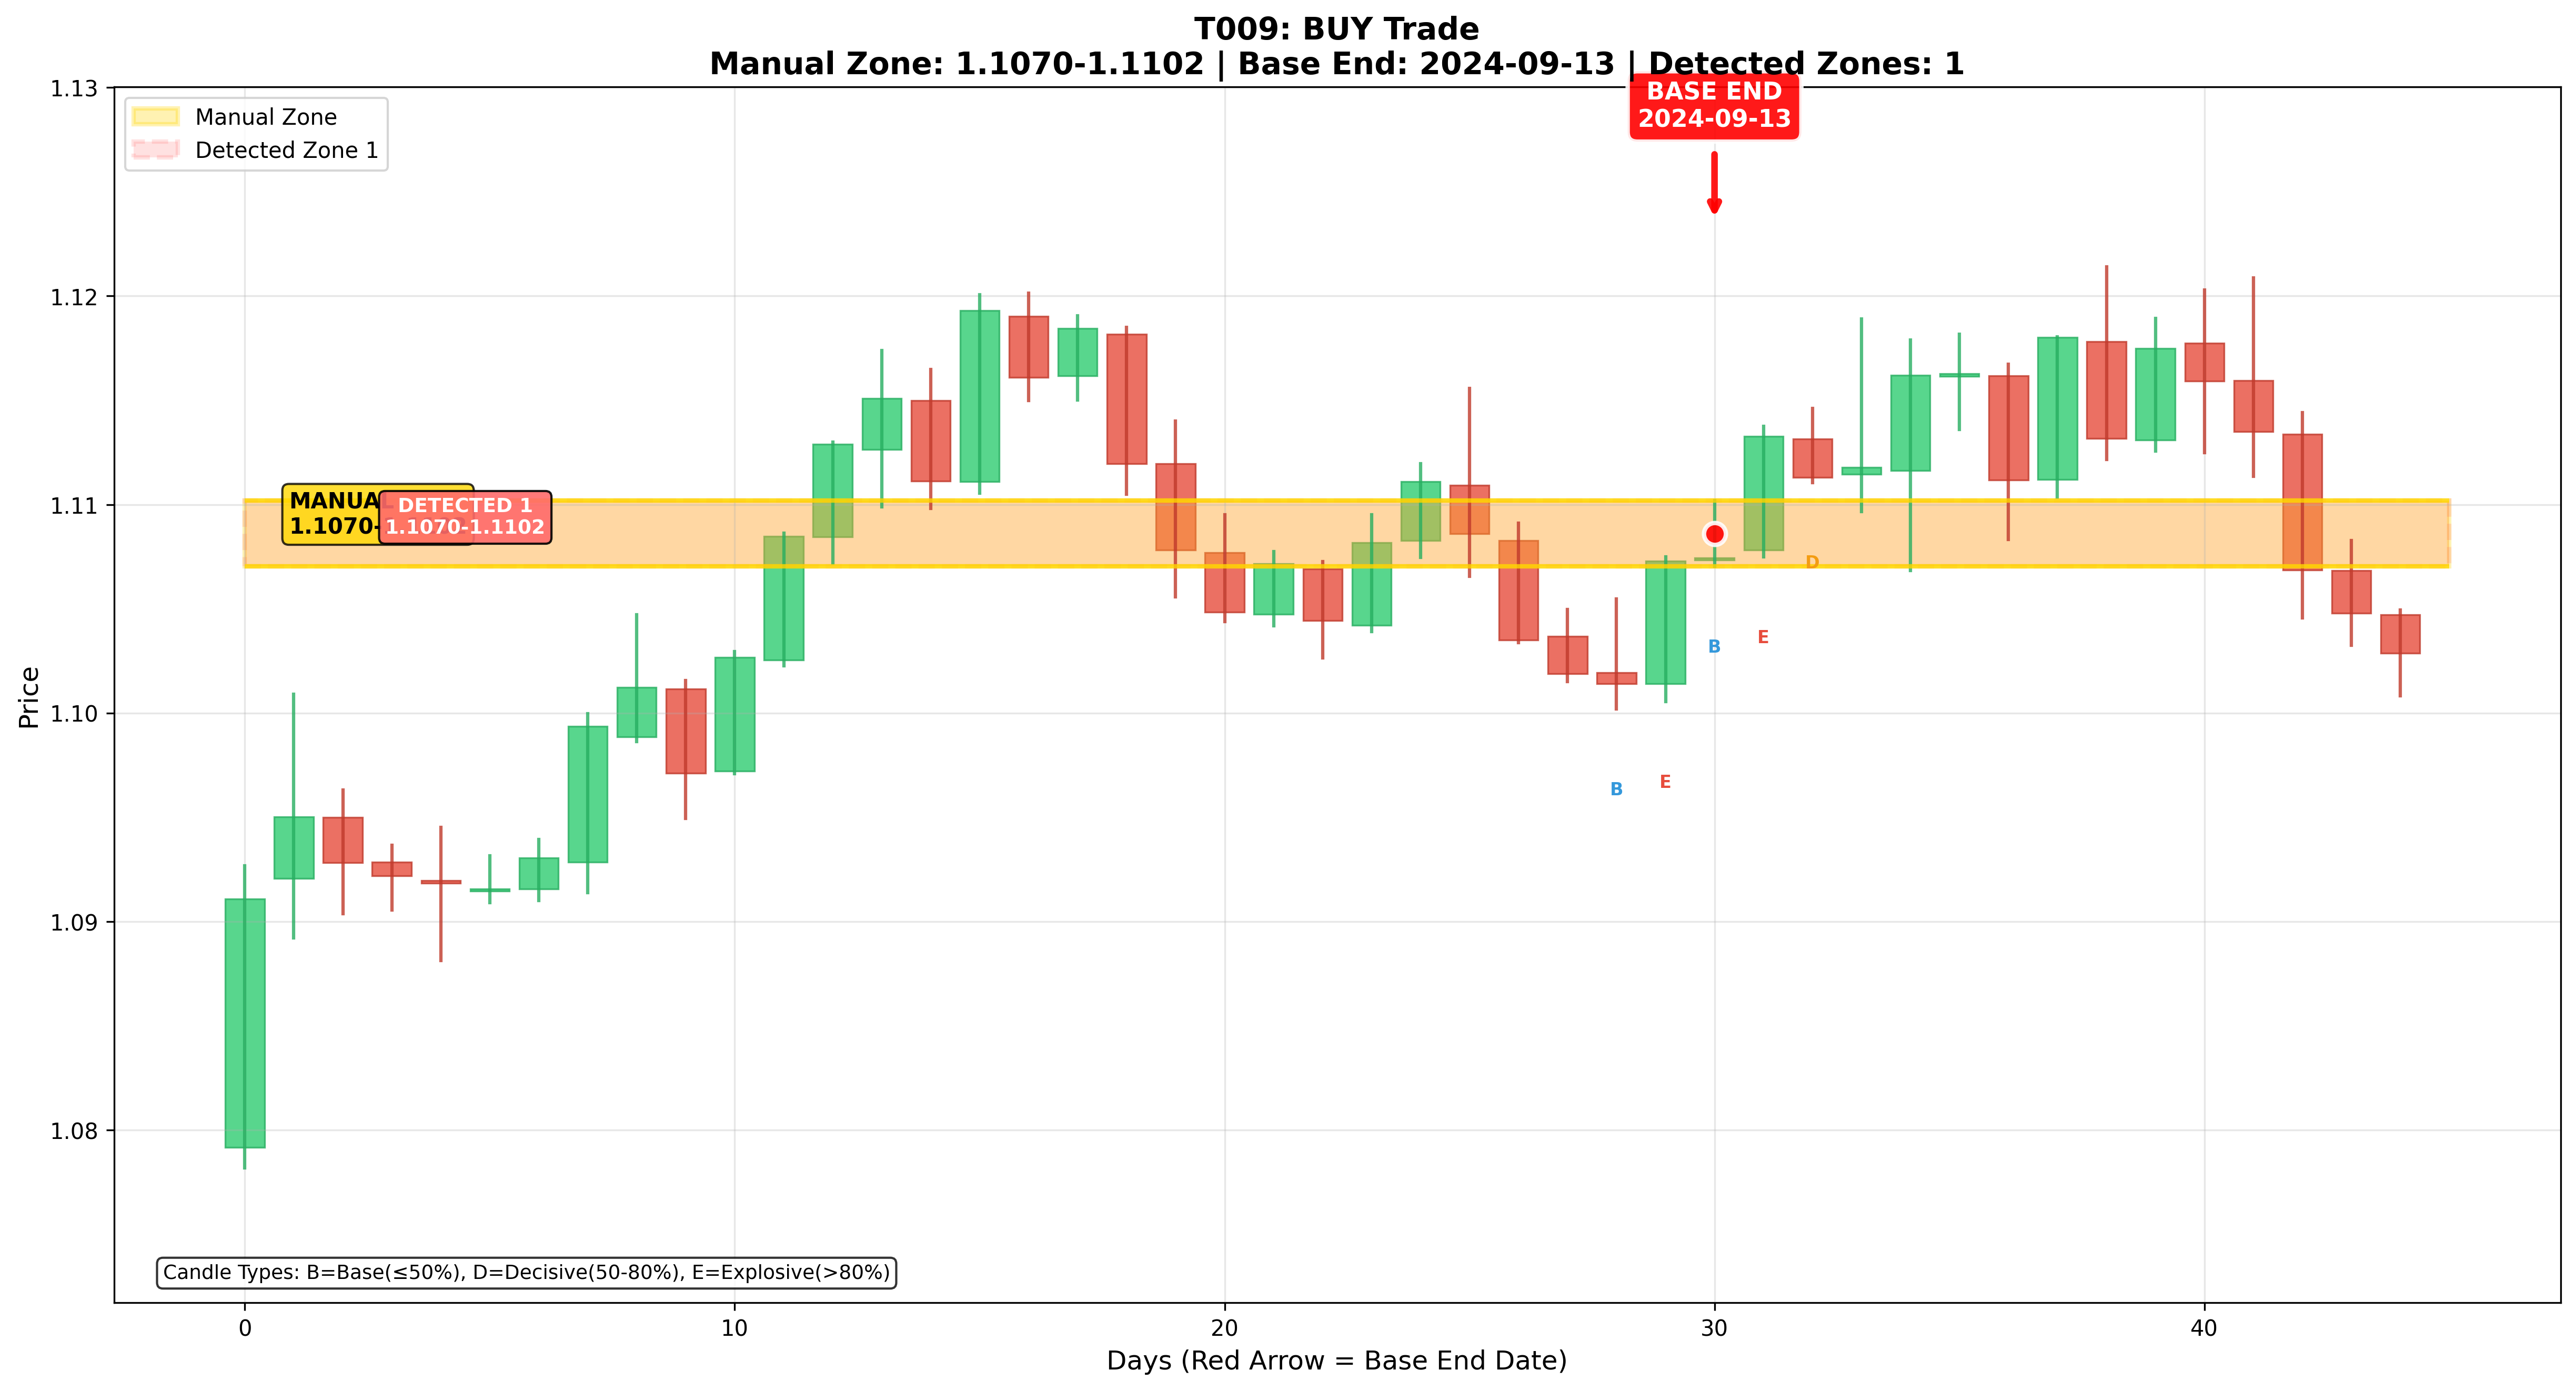 T009: BUY Trade
Manual Zone: 1.1070-1.1102 | Base End: 2024-09-13 | Detected Zones: 1
BASE END
2024-09-13
Manual Zone
Detected Zone 1
1.13
1.12
1.11
1.10
1.09
1.08
Price
MANUAL
1.1070-
DETECTED 1
1.1070-1.1102
B
E
B
E
D
Candle Types: B=Base(≤50%), D=Decisive(50-80%), E=Explosive(>80%)
0
10
20
30
40
Days (Red Arrow = Base End Date)